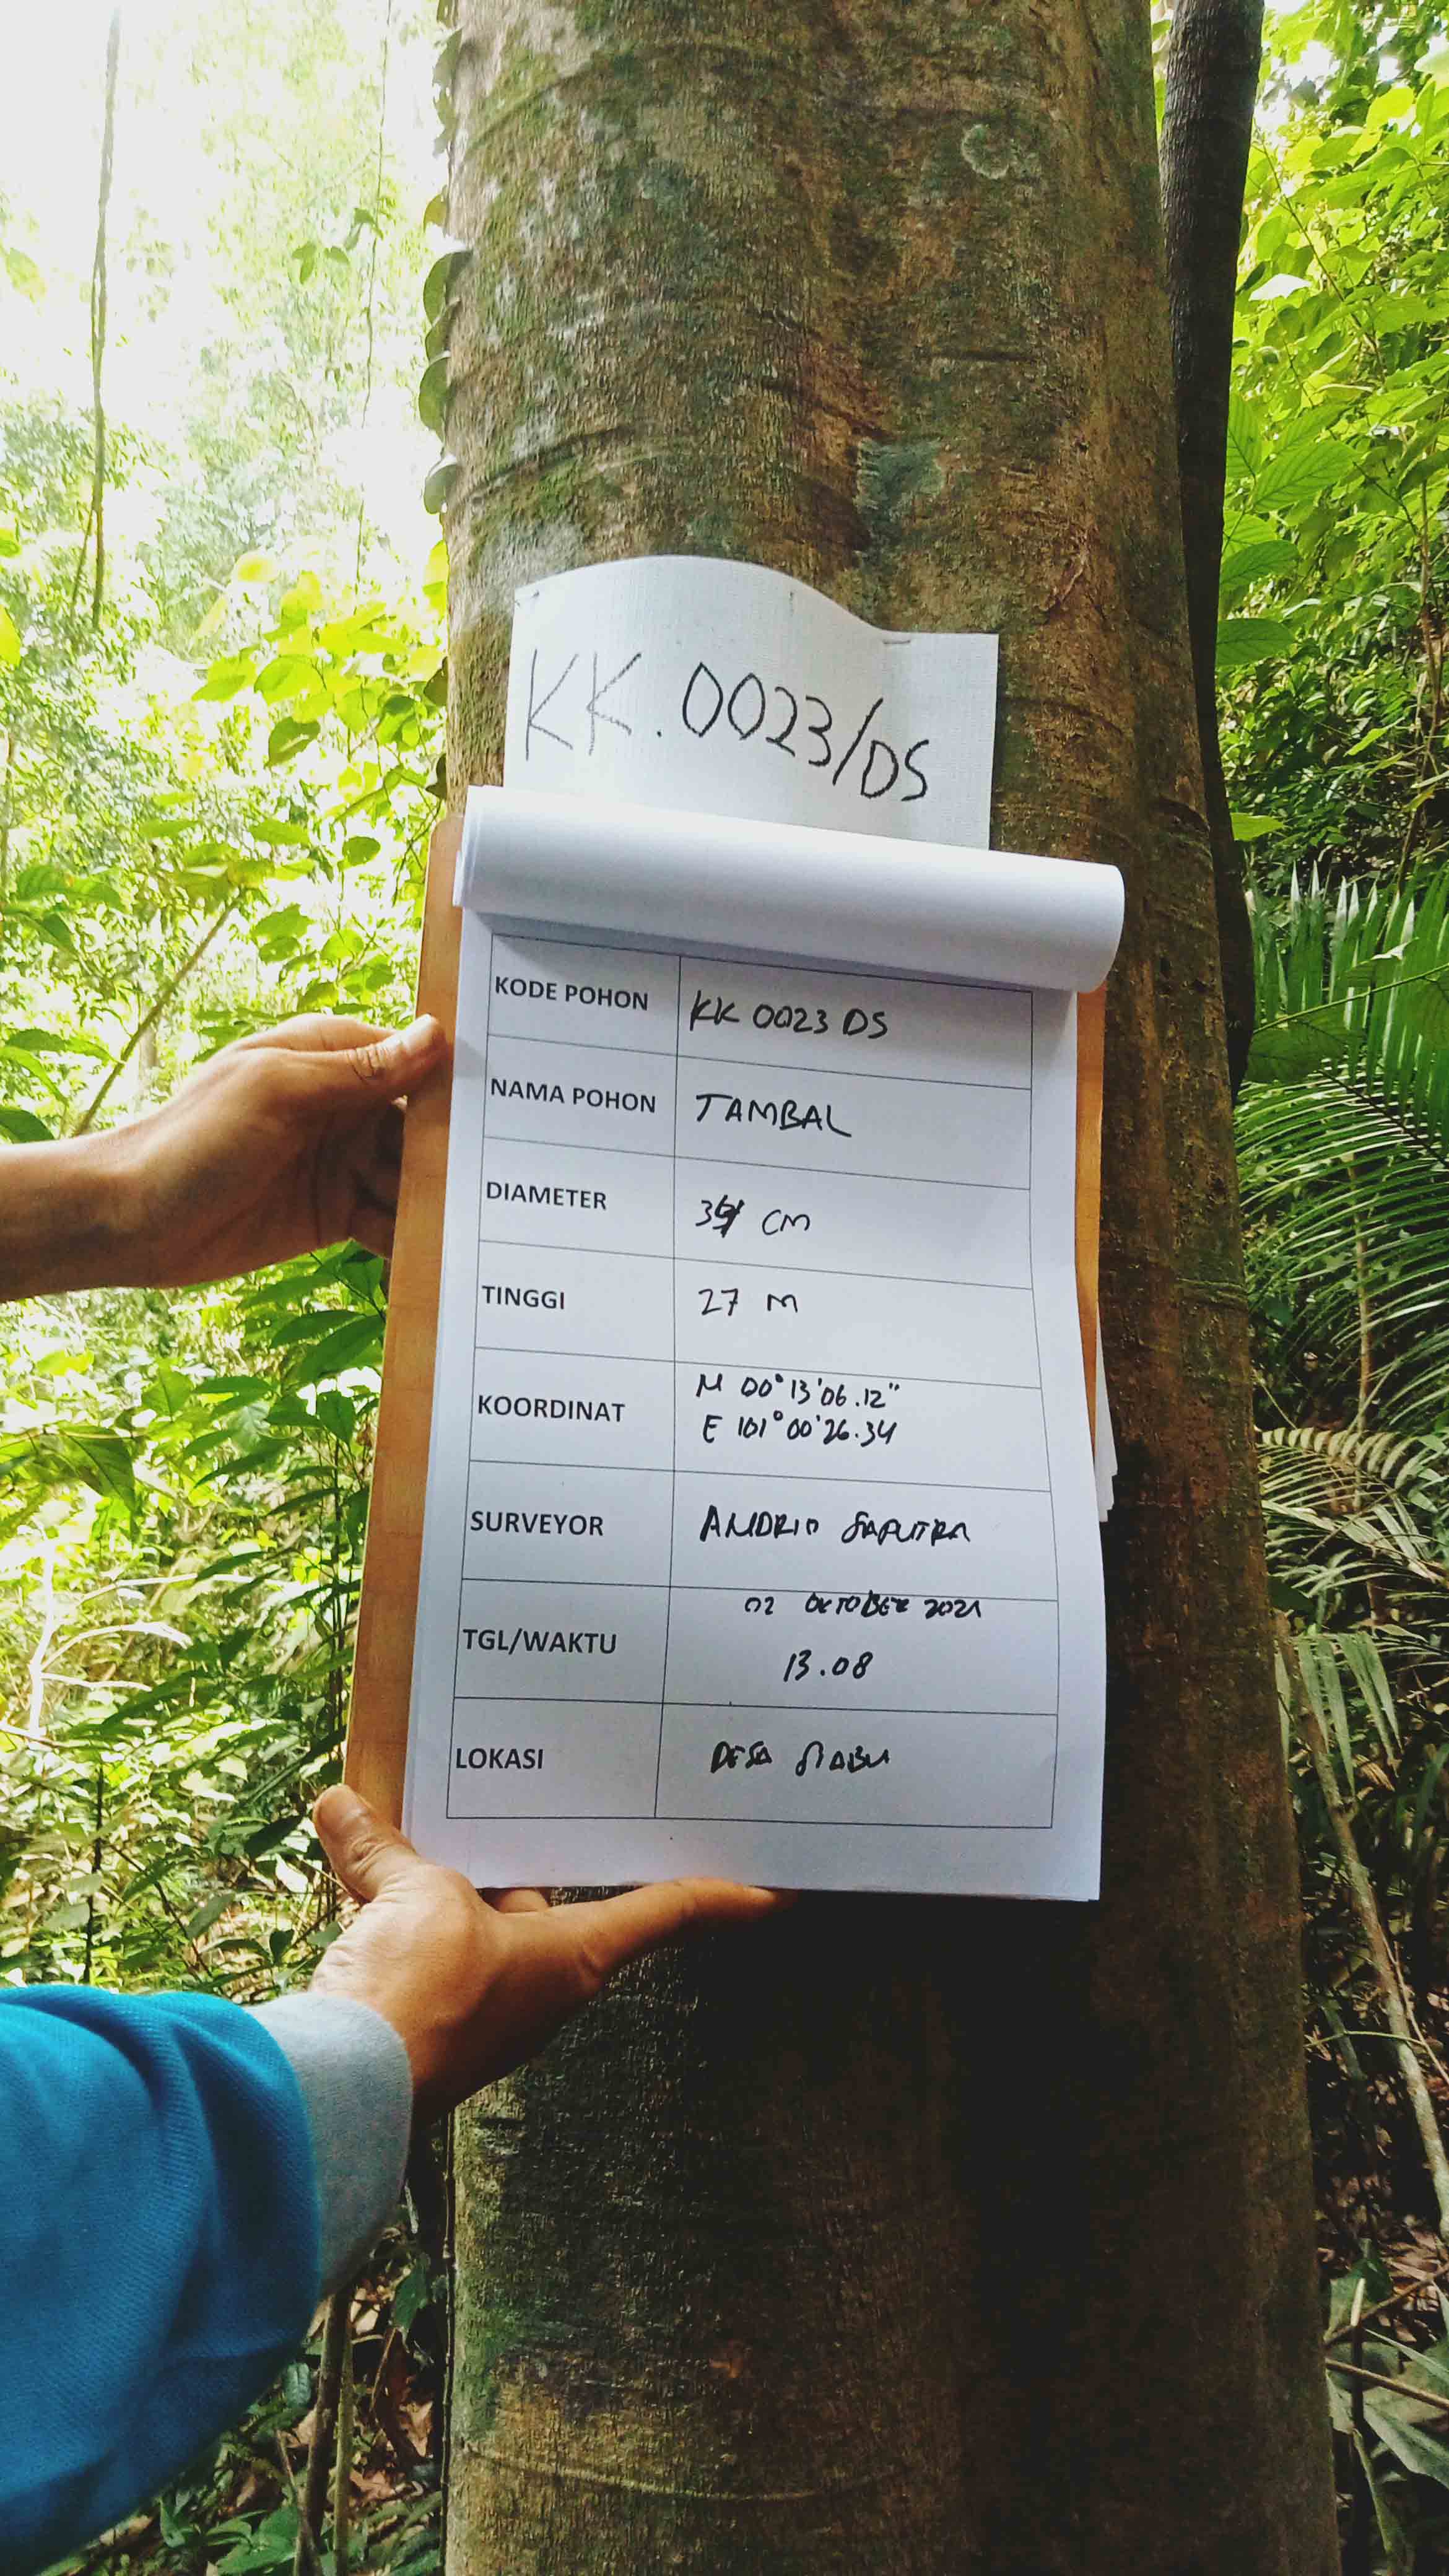 KK.0023/DS
KODE POHON KK 0023 DS
NAMA POHON TAMBAL
DIAMETER CM
TINGGI 27 M
KOORDINAT N 00°13'06.12"
E 101°00'26.34
SURVEYOR ANDRIO SAPUTRA
TGL/WAKTU 02 OKTOBER 2021
13.08
LOKASI DESA SIABU